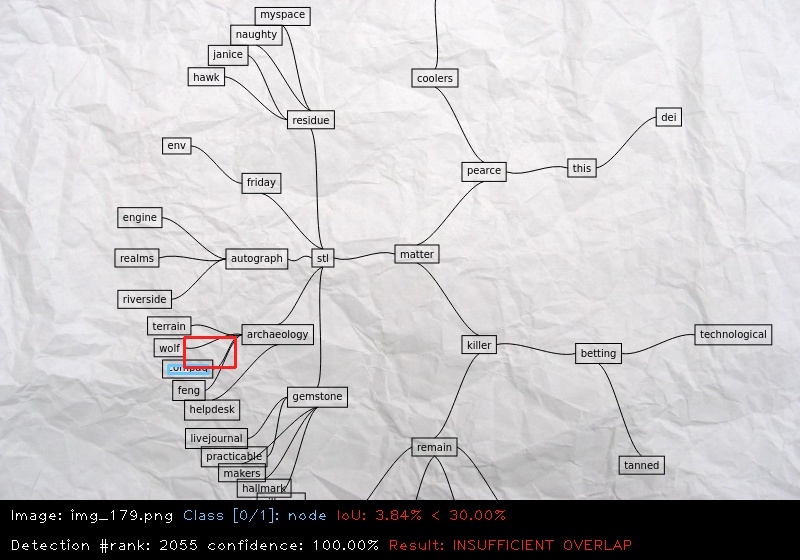 myspace
naughty
janice
hawk
coolers
residue
dei
env
friday
pearce
this
engine
realms
autograph
stl
matter
riverside
terrain
archaeology
wolf
killer
betting
technological
compaq
feng
helpdesk
gemstone
livejournal
practicable
makers
hallmark
remain
tanned
Image: img_179.png Class [0/1]: node IoU: 3.84% < 30.00%
Detection #rank: 2055 confidence: 100.00% Result: INSUFFICIENT OVERLAP